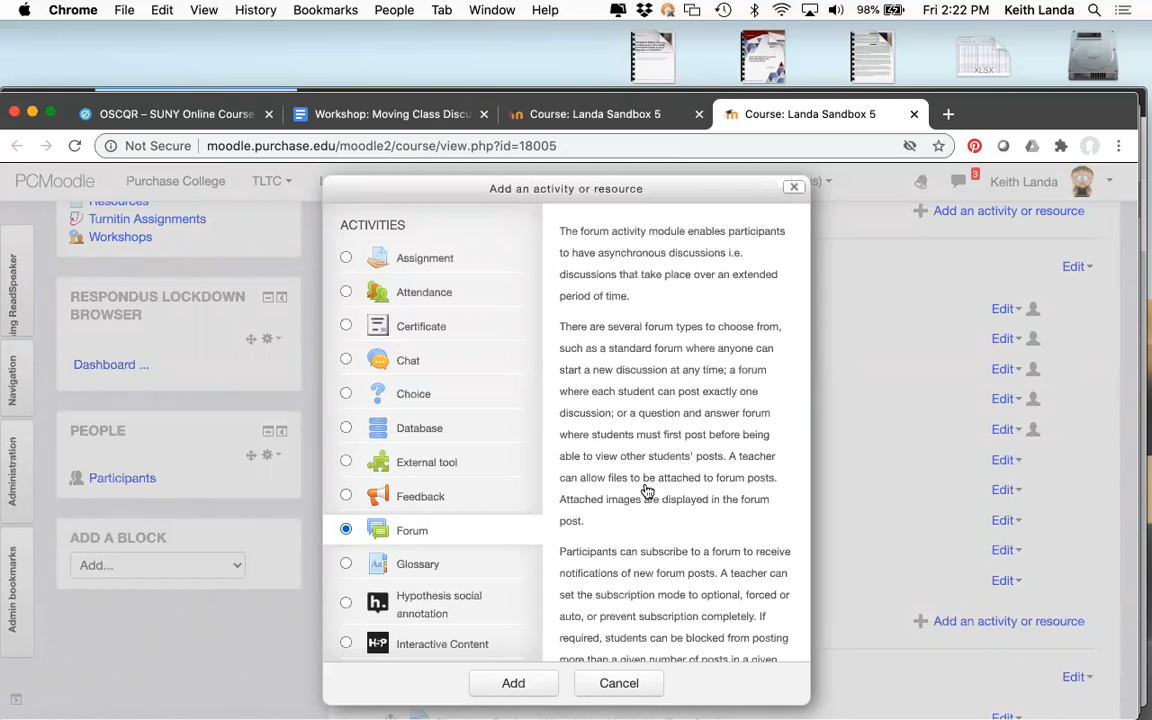 Chrome File Edit View History Bookmarks People Tab Window Help 98% Fri 2:22 PM Keith Landa
XLSX
OSCQR – SUNY Online Course Workshop: Moving Class Discu Course: Landa Sandbox 5 Course: Landa Sandbox 5
Not Secure moodle.purchase.edu/moodle2/course/view.php?id=18005
PCMoodle Purchase College TLTC 3 Keith Landa
Add an activity or resource
Resources
Turnitin Assignments
Workshops
RESPONDUS LOCKDOWN
BROWSER
Dashboard ...
PEOPLE
Participants
ADD A BLOCK
Add...
ing ReadSpeaker
Navigation
Administration
Admin bookmarks
ACTIVITIES
Assignment
Attendance
Certificate
Chat
Choice
Database
External tool
Feedback
Forum
Glossary
Hypothesis social
annotation
Interactive Content
The forum activity module enables participants
to have asynchronous discussions i.e.
discussions that take place over an extended
period of time.
There are several forum types to choose from,
such as a standard forum where anyone can
start a new discussion at any time; a forum
where each student can post exactly one
discussion; or a question and answer forum
where students must first post before being
able to view other students' posts. A teacher
can allow files to be attached to forum posts.
Attached images are displayed in the forum
post.
Participants can subscribe to a forum to receive
notifications of new forum posts. A teacher can
set the subscription mode to optional, forced or
auto, or prevent subscription completely. If
required, students can be blocked from posting
more than a given number of posts in a given
Add Cancel
Add an activity or resource
Edit
Edit
Edit
Edit
Edit
Edit
Edit
Edit
Edit
Edit
Edit
Add an activity or resource
Edit
Edit